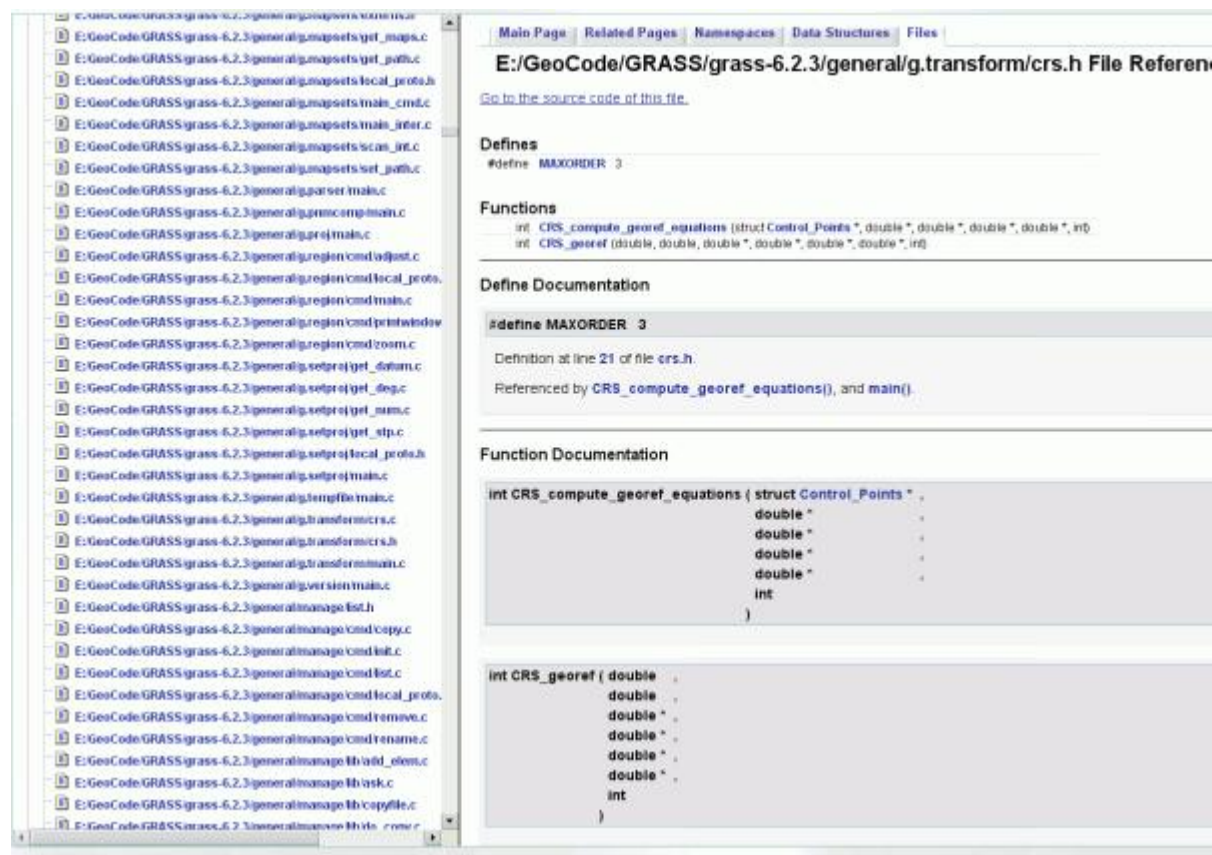 E:/GeoCode/GRASS/grass-6.2.3/general/g.mapsets/externs.h
E:/GeoCode/GRASS/grass-6.2.3/general/g.mapsets/get_maps.c
E:/GeoCode/GRASS/grass-6.2.3/general/g.mapsets/get_path.c
E:/GeoCode/GRASS/grass-6.2.3/general/g.mapsets/local_proto.h
E:/GeoCode/GRASS/grass-6.2.3/general/g.mapsets/main_cmd.c
E:/GeoCode/GRASS/grass-6.2.3/general/g.mapsets/main_inter.c
E:/GeoCode/GRASS/grass-6.2.3/general/g.mapsets/scan_int.c
E:/GeoCode/GRASS/grass-6.2.3/general/g.mapsets/set_path.c
E:/GeoCode/GRASS/grass-6.2.3/general/g.parser/main.c
E:/GeoCode/GRASS/grass-6.2.3/general/g.pnmcomp/main.c
E:/GeoCode/GRASS/grass-6.2.3/general/g.proj/main.c
E:/GeoCode/GRASS/grass-6.2.3/general/g.region/cmd/adjust.c
E:/GeoCode/GRASS/grass-6.2.3/general/g.region/cmd/local_proto.
E:/GeoCode/GRASS/grass-6.2.3/general/g.region/cmd/main.c
E:/GeoCode/GRASS/grass-6.2.3/general/g.region/cmd/printwindow
E:/GeoCode/GRASS/grass-6.2.3/general/g.region/cmd/zoom.c
E:/GeoCode/GRASS/grass-6.2.3/general/g.setproj/get_datum.c
E:/GeoCode/GRASS/grass-6.2.3/general/g.setproj/get_deg.c
E:/GeoCode/GRASS/grass-6.2.3/general/g.setproj/get_num.c
E:/GeoCode/GRASS/grass-6.2.3/general/g.setproj/get_stp.c
E:/GeoCode/GRASS/grass-6.2.3/general/g.setproj/local_proto.h
E:/GeoCode/GRASS/grass-6.2.3/general/g.setproj/main.c
E:/GeoCode/GRASS/grass-6.2.3/general/g.tempfile/main.c
E:/GeoCode/GRASS/grass-6.2.3/general/g.transform/crs.c
E:/GeoCode/GRASS/grass-6.2.3/general/g.transform/crs.h
E:/GeoCode/GRASS/grass-6.2.3/general/g.transform/main.c
E:/GeoCode/GRASS/grass-6.2.3/general/g.version/main.c
E:/GeoCode/GRASS/grass-6.2.3/general/manage/list.h
E:/GeoCode/GRASS/grass-6.2.3/general/manage/cmd/copy.c
E:/GeoCode/GRASS/grass-6.2.3/general/manage/cmd/init.c
E:/GeoCode/GRASS/grass-6.2.3/general/manage/cmd/list.c
E:/GeoCode/GRASS/grass-6.2.3/general/manage/cmd/local_proto.
E:/GeoCode/GRASS/grass-6.2.3/general/manage/cmd/remove.c
E:/GeoCode/GRASS/grass-6.2.3/general/manage/cmd/rename.c
E:/GeoCode/GRASS/grass-6.2.3/general/manage/lib/add_elem.c
E:/GeoCode/GRASS/grass-6.2.3/general/manage/lib/ask.c
E:/GeoCode/GRASS/grass-6.2.3/general/manage/lib/copyfile.c
E:/GeoCode/GRASS/grass-6.2.3/general/manage/lib/do_copy.c
Main Page Related Pages Namespaces Data Structures Files
E:/GeoCode/GRASS/grass-6.2.3/general/g.transform/crs.h File Referen
Go to the source code of this file.
Defines
#define MAXORDER 3
Functions
int CRS_compute_georef_equations (struct Control_Points *, double *, double *, double *, double *, int)
int CRS_georef (double, double, double *, double *, double *, double *, int)
Define Documentation
#define MAXORDER 3
Definition at line 21 of file crs.h.
Referenced by CRS_compute_georef_equations(), and main().
Function Documentation
int CRS_compute_georef_equations ( struct Control_Points * ,
double * ,
double * ,
double * ,
double * ,
int
)
int CRS_georef ( double ,
double ,
double * ,
double * ,
double * ,
double * ,
int
)